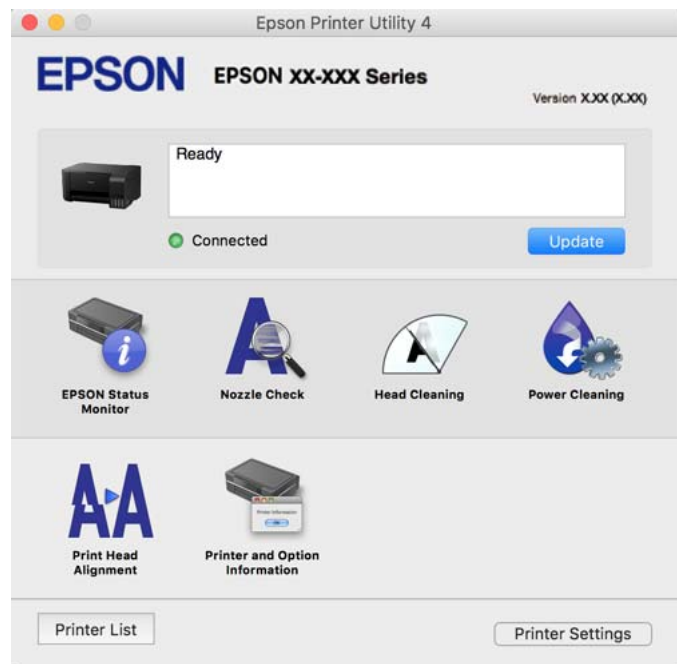 Epson Printer Utility 4
EPSON
EPSON XX-XXX Series
Version X.XX (X.XX)
Ready
Connected
Update
EPSON Status
Monitor
Nozzle Check
Head Cleaning
Power Cleaning
Print Head
Alignment
Printer and Option
Information
Printer List
Printer Settings